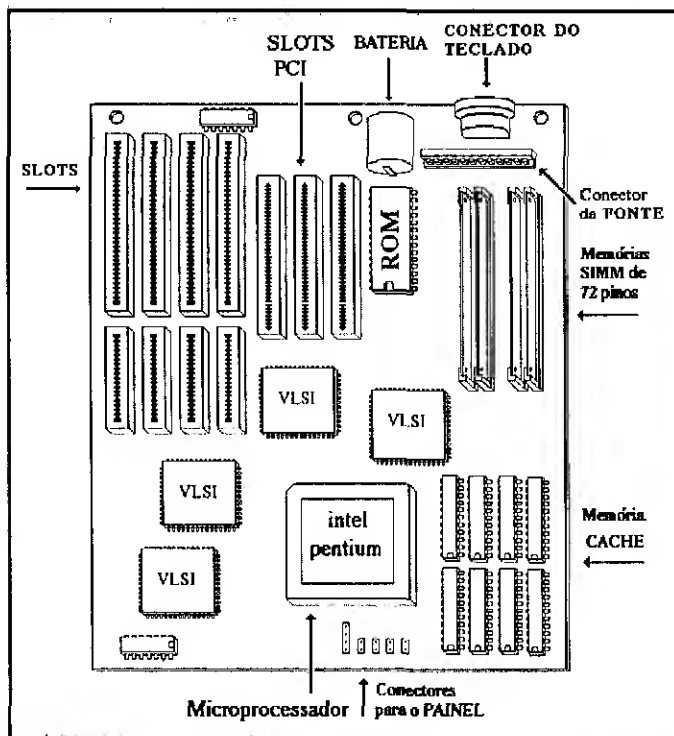 SLOTS
PCI
BATERIA
CONECTOR DO
TECLADO
SLOTS
ROM
Conector
da FONTE
Memórias
SIMM de
72 pinos
VLSI
VLSI
VLSI
intel
pentium
Memória
CACHE
VLSI
Microprocessador
Conectores
para o PAINEL